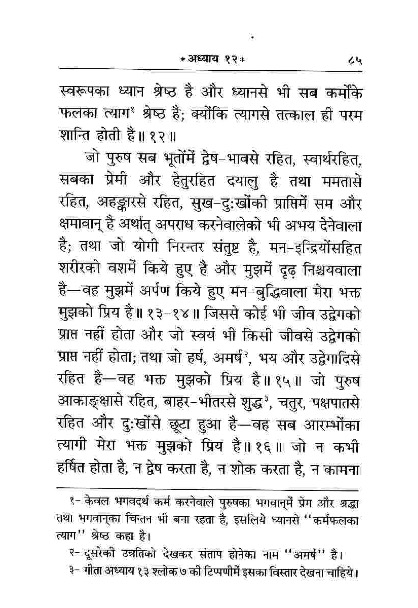 *अध्याय १२* ८५
स्वरूपका ध्यान श्रेष्ठ है और ध्यानसे भी सब कर्मोंके
फलका त्याग१ श्रेष्ठ है; क्योंकि त्यागसे तत्काल ही परम
शान्ति होती है॥ १२॥
जो पुरुष सब भूतोंमें द्वेष-भावसे रहित, स्वार्थरहित,
सबका प्रेमी और हेतुरहित दयालु है तथा ममतासे
रहित, अहङ्कारसे रहित, सुख-दुःखोंकी प्राप्तिमें सम और
क्षमावान् है अर्थात् अपराध करनेवालेको भी अभय देनेवाला
है; तथा जो योगी निरन्तर संतुष्ट है, मन-इन्द्रियोंसहित
शरीरको वशमें किये हुए है और मुझमें दृढ़ निश्चयवाला
है—वह मुझमें अर्पण किये हुए मन-बुद्धिवाला मेरा भक्त
मुझको प्रिय है॥ १३-१४॥ जिससे कोई भी जीव उद्वेगको
प्राप्त नहीं होता और जो स्वयं भी किसी जीवसे उद्वेगको
प्राप्त नहीं होता; तथा जो हर्ष, अमर्ष२, भय और उद्वेगादिसे
रहित है—वह भक्त मुझको प्रिय है॥ १५॥ जो पुरुष
आकाङ्क्षासे रहित, बाहर-भीतरसे शुद्ध३, चतुर, पक्षपातसे
रहित और दुःखोंसे छूटा हुआ है—वह सब आरम्भोंका
त्यागी मेरा भक्त मुझको प्रिय है॥ १६॥ जो न कभी
हर्षित होता है, न द्वेष करता है, न शोक करता है, न कामना
१- केवल भगवदर्थ कर्म करनेवाले पुरुषका भगवान्‌में प्रेम और श्रद्धा
तथा भगवान्‌का चिन्तन भी बना रहता है, इसलिये ध्यानसे ‘‘कर्मफलका
त्याग’’ श्रेष्ठ कहा है।
२- दूसरेकी उन्नतिको देखकर संताप होनेका नाम ‘‘अमर्ष’’ है।
३- गीता अध्याय १३ श्लोक ७ की टिप्पणीमें इसका विस्तार देखना चाहिये।